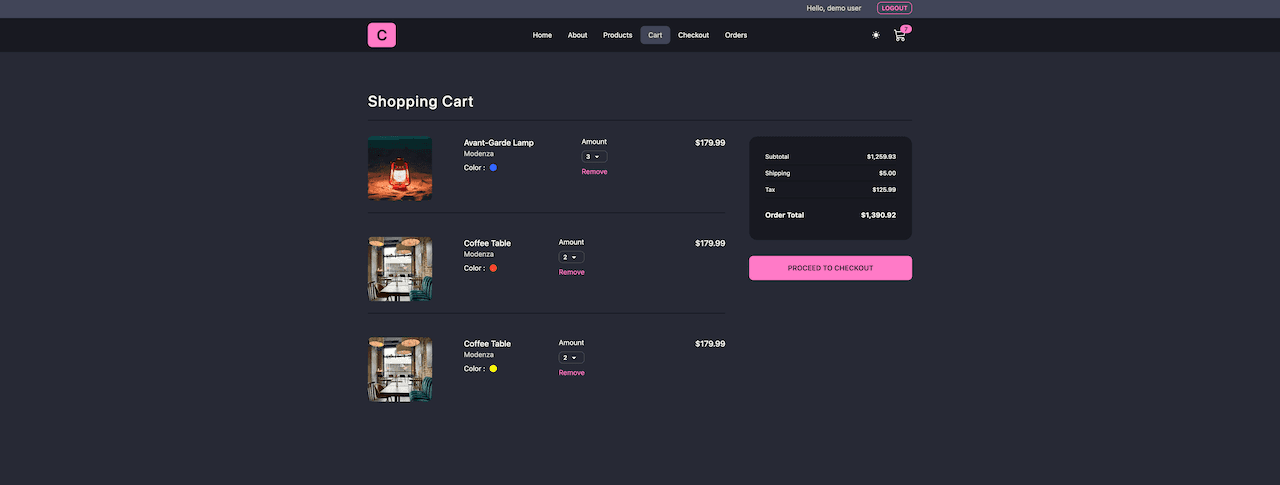 Hello, demo user LOGOUT
C Home About Products Cart Checkout Orders 7
Shopping Cart
Avant-Garde Lamp Amount $179.99
Modenza 3
Color : Remove
Coffee Table Amount $179.99
Modenza 2
Color : Remove
Coffee Table Amount $179.99
Modenza 2
Color : Remove
Subtotal $1,259.93
Shipping $5.00
Tax $125.99
Order Total $1,390.92
PROCEED TO CHECKOUT